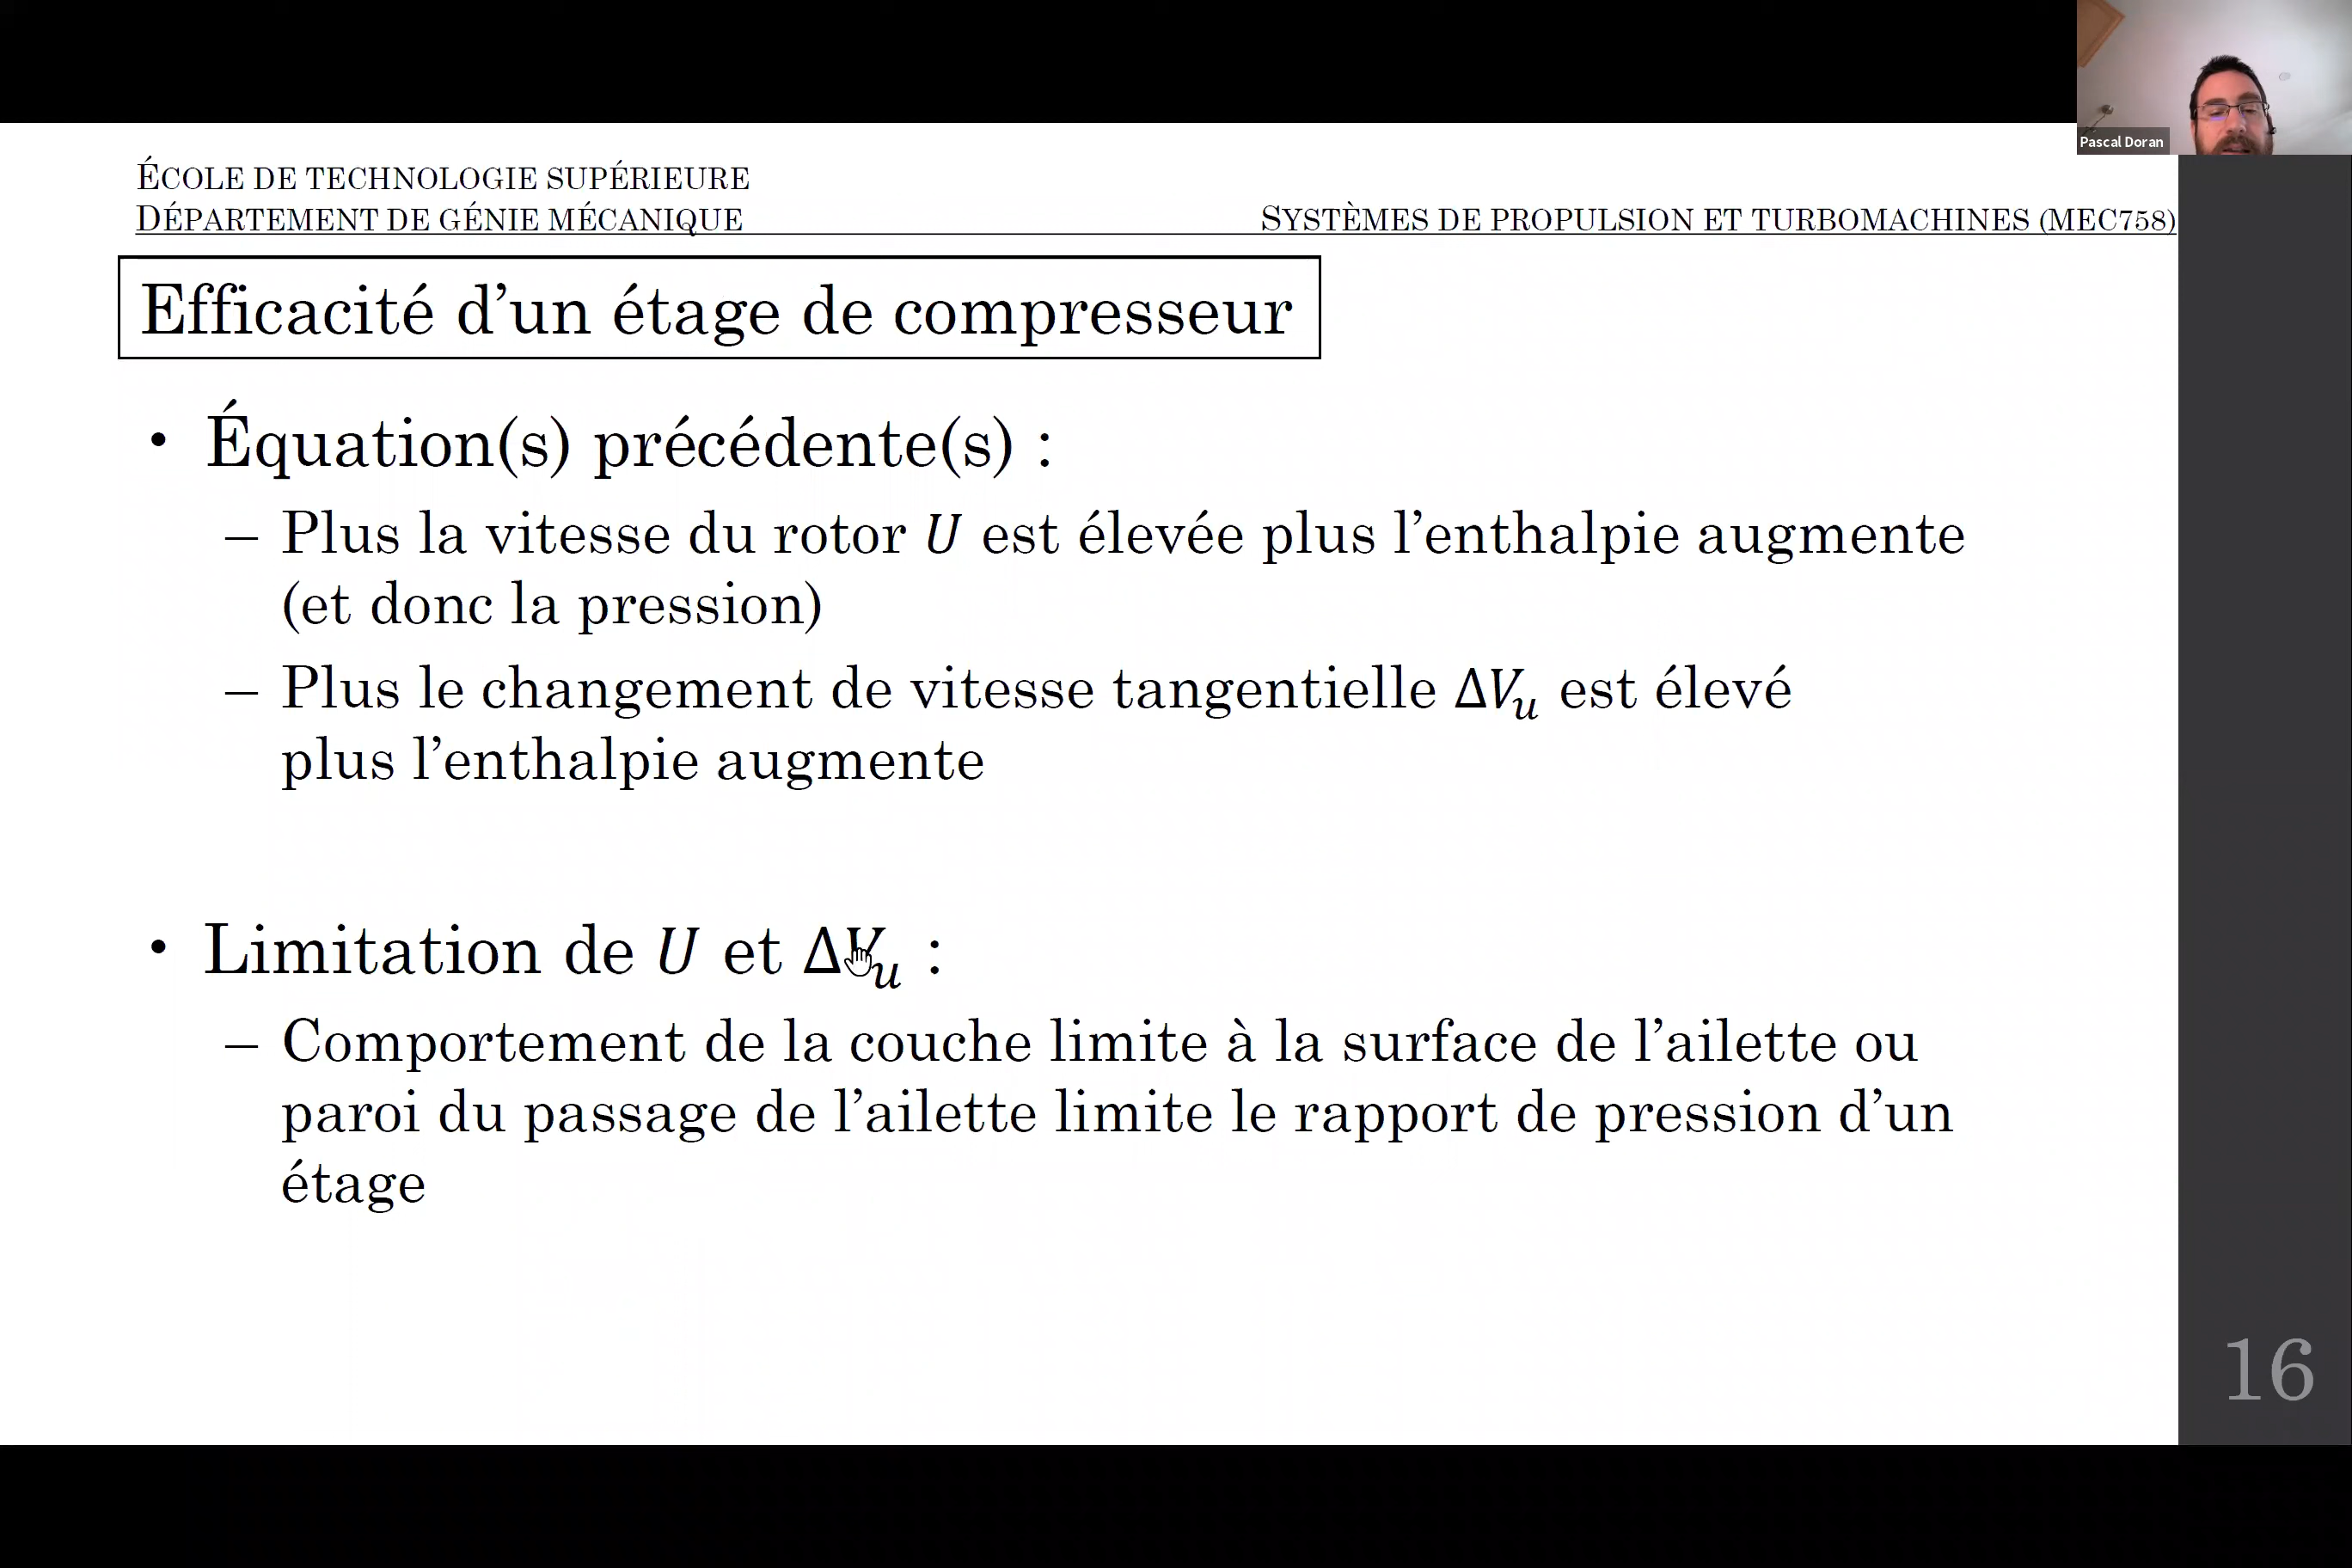 Pascal Doran
ÉCOLE DE TECHNOLOGIE SUPÉRIEURE
DÉPARTEMENT DE GÉNIE MÉCANIQUE
SYSTÈMES DE PROPULSION ET TURBOMACHINES (MEC758)
Efficacité d’un étage de compresseur
• Équation(s) précédente(s) :
– Plus la vitesse du rotor U est élevée plus l’enthalpie augmente
(et donc la pression)
– Plus le changement de vitesse tangentielle ΔVᵤ est élevé
plus l’enthalpie augmente
• Limitation de U et ΔVᵤ :
– Comportement de la couche limite à la surface de l’ailette ou
paroi du passage de l’ailette limite le rapport de pression d’un
étage
16